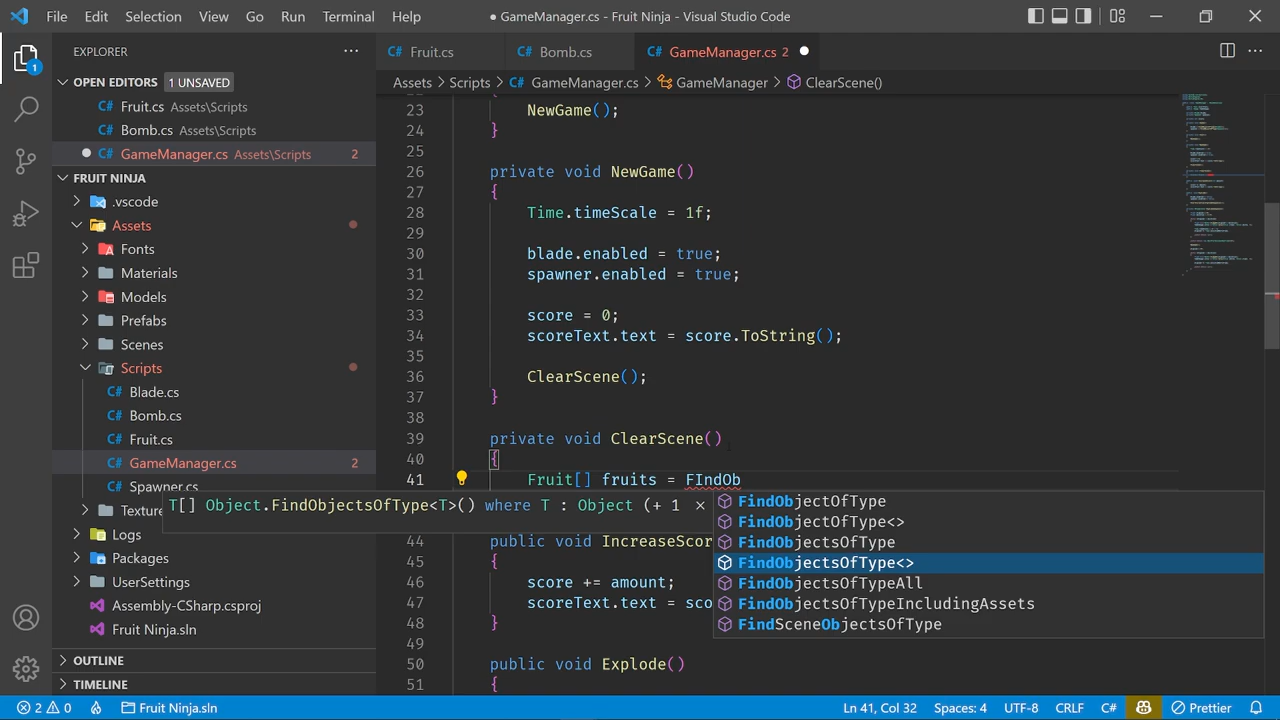 File Edit Selection View Go Run Terminal Help
● GameManager.cs - Fruit Ninja - Visual Studio Code
EXPLORER
OPEN EDITORS 1 UNSAVED
C# Fruit.cs Assets\Scripts
C# Bomb.cs Assets\Scripts
C# GameManager.cs Assets\Scripts 2
FRUIT NINJA
.vscode
Assets
Fonts
Materials
Models
Prefabs
Scenes
Scripts
C# Blade.cs
C# Bomb.cs
C# Fruit.cs
C# GameManager.cs 2
C# Spawner.cs
Textur
Logs
Packages
UserSettings
Assembly-CSharp.csproj
Fruit Ninja.sln
OUTLINE
TIMELINE
1
C# Fruit.cs C# Bomb.cs C# GameManager.cs 2
Assets > Scripts > C# GameManager.cs > GameManager > ClearScene()
23 NewGame();
24 }
25
26 private void NewGame()
27 {
28 Time.timeScale = 1f;
29
30 blade.enabled = true;
31 spawner.enabled = true;
32
33 score = 0;
34 scoreText.text = score.ToString();
35
36 ClearScene();
37 }
38
39 private void ClearScene()
40 {
41 Fruit[] fruits = FIndOb
T[] Object.FindObjectsOfType<T>() where T : Object (+ 1 ×
FindObjectOfType
FindObjectOfType<>
FindObjectsOfType
FindObjectsOfType<>
FindObjectsOfTypeAll
FindObjectsOfTypeIncludingAssets
FindSceneObjectsOfType
44 public void IncreaseScor
45 {
46 score += amount;
47 scoreText.text = sco
48 }
49
50 public void Explode()
51 {
2 0 Fruit Ninja.sln Ln 41, Col 32 Spaces: 4 UTF-8 CRLF C# Prettier